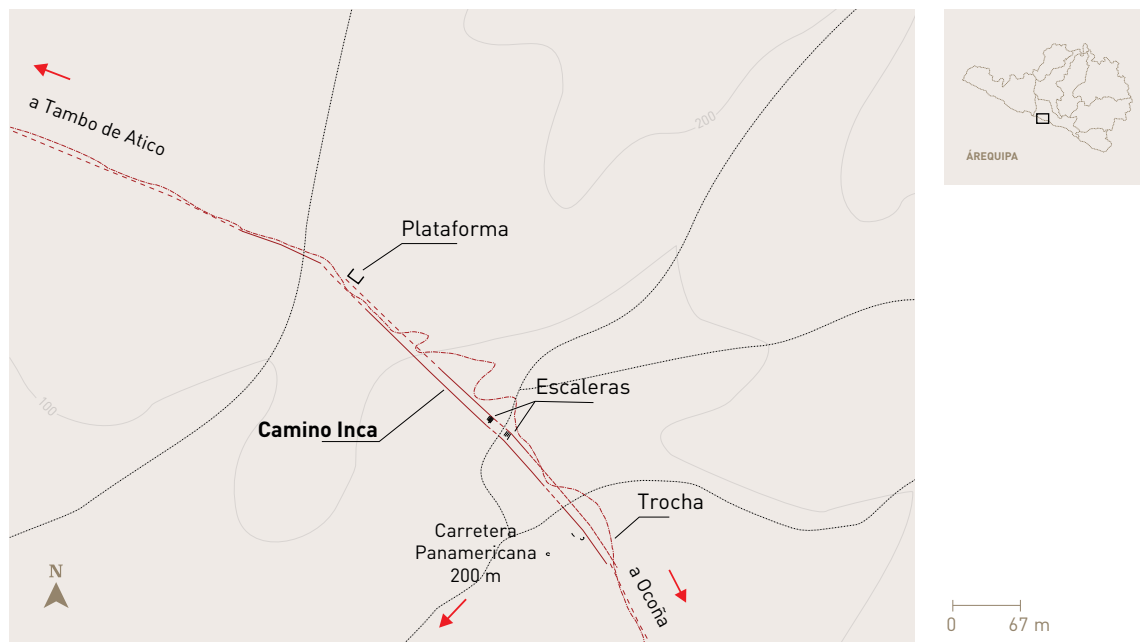 200
a Tambo de Atico
ÁREQUIPA
Plataforma
Escaleras
100
Camino Inca
Trocha
Carretera
Panamericana
200 m
a Ocoña
N
0 67 m